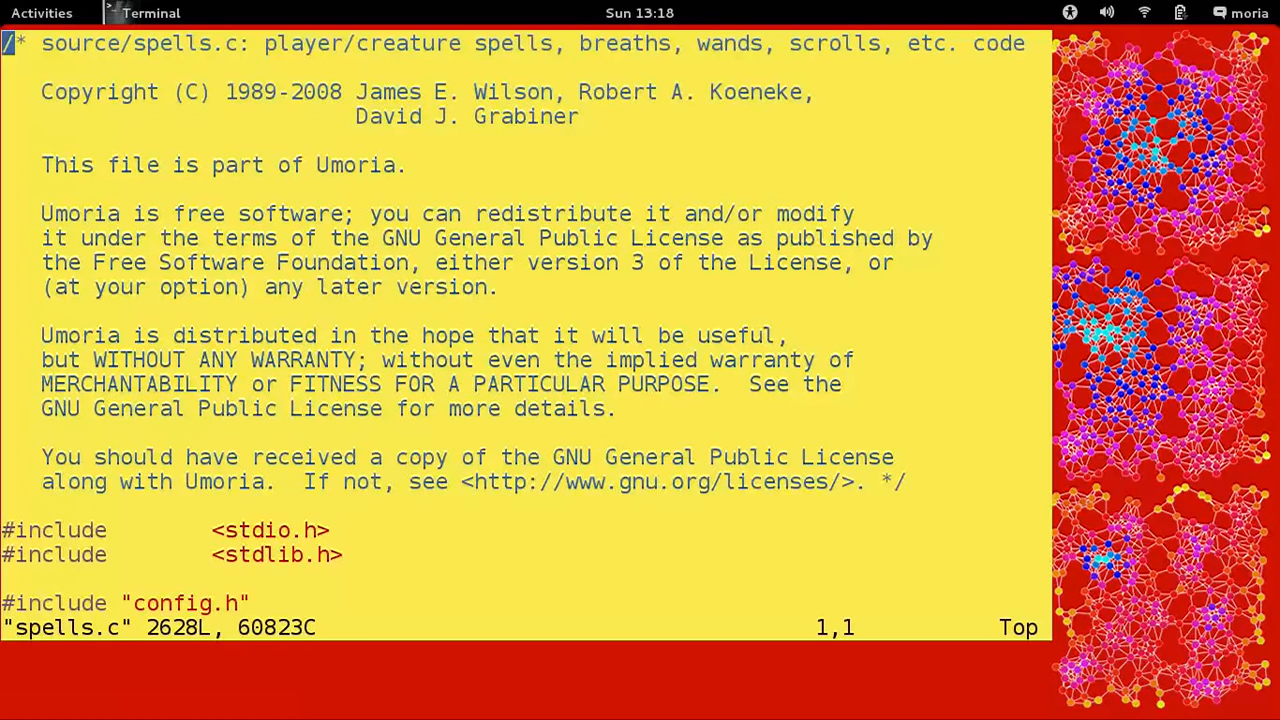 Activities Terminal Sun 13:18 moria
/* source/spells.c: player/creature spells, breaths, wands, scrolls, etc. code
Copyright (C) 1989-2008 James E. Wilson, Robert A. Koeneke,
David J. Grabiner
This file is part of Umoria.
Umoria is free software; you can redistribute it and/or modify
it under the terms of the GNU General Public License as published by
the Free Software Foundation, either version 3 of the License, or
(at your option) any later version.
Umoria is distributed in the hope that it will be useful,
but WITHOUT ANY WARRANTY; without even the implied warranty of
MERCHANTABILITY or FITNESS FOR A PARTICULAR PURPOSE.  See the
GNU General Public License for more details.
You should have received a copy of the GNU General Public License
along with Umoria.  If not, see <http://www.gnu.org/licenses/>. */
#include        <stdio.h>
#include        <stdlib.h>
#include "config.h"
"spells.c" 2628L, 60823C 1,1 Top